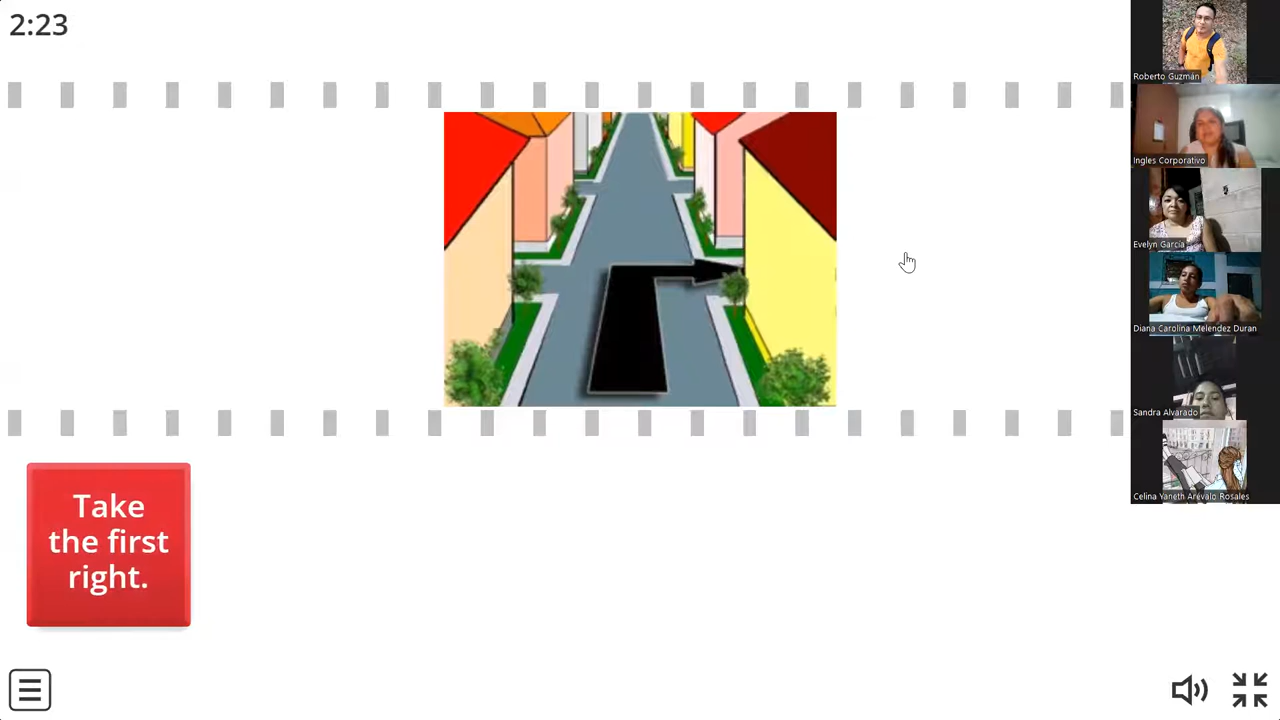 2:23
Roberto Guzmán
Ingles Corporativo
Evelyn García
Diana Carolina Melendez Duran
Sandra Alvarado
Celina Yaneth Arévalo Rosales
Take
the first
right.